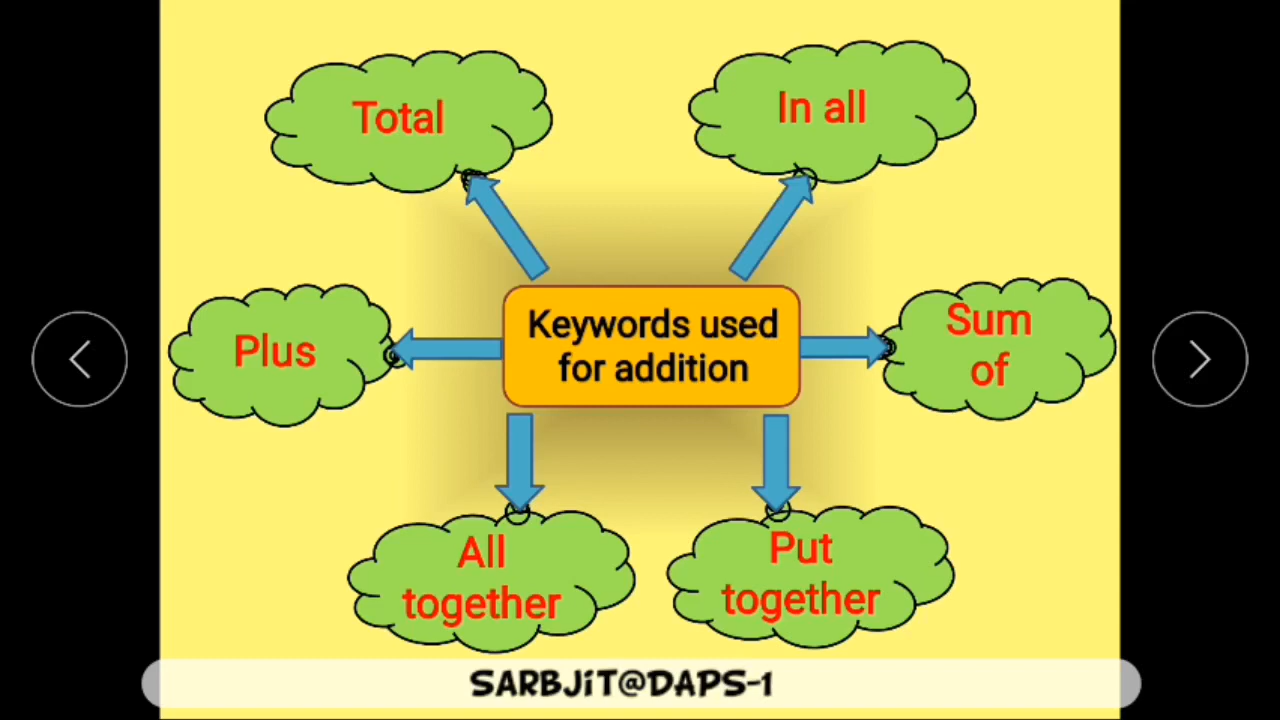 Total
In all
Keywords used
for addition
Plus
Sum
of
All
together
Put
together
SARBJiT@DAPS-1